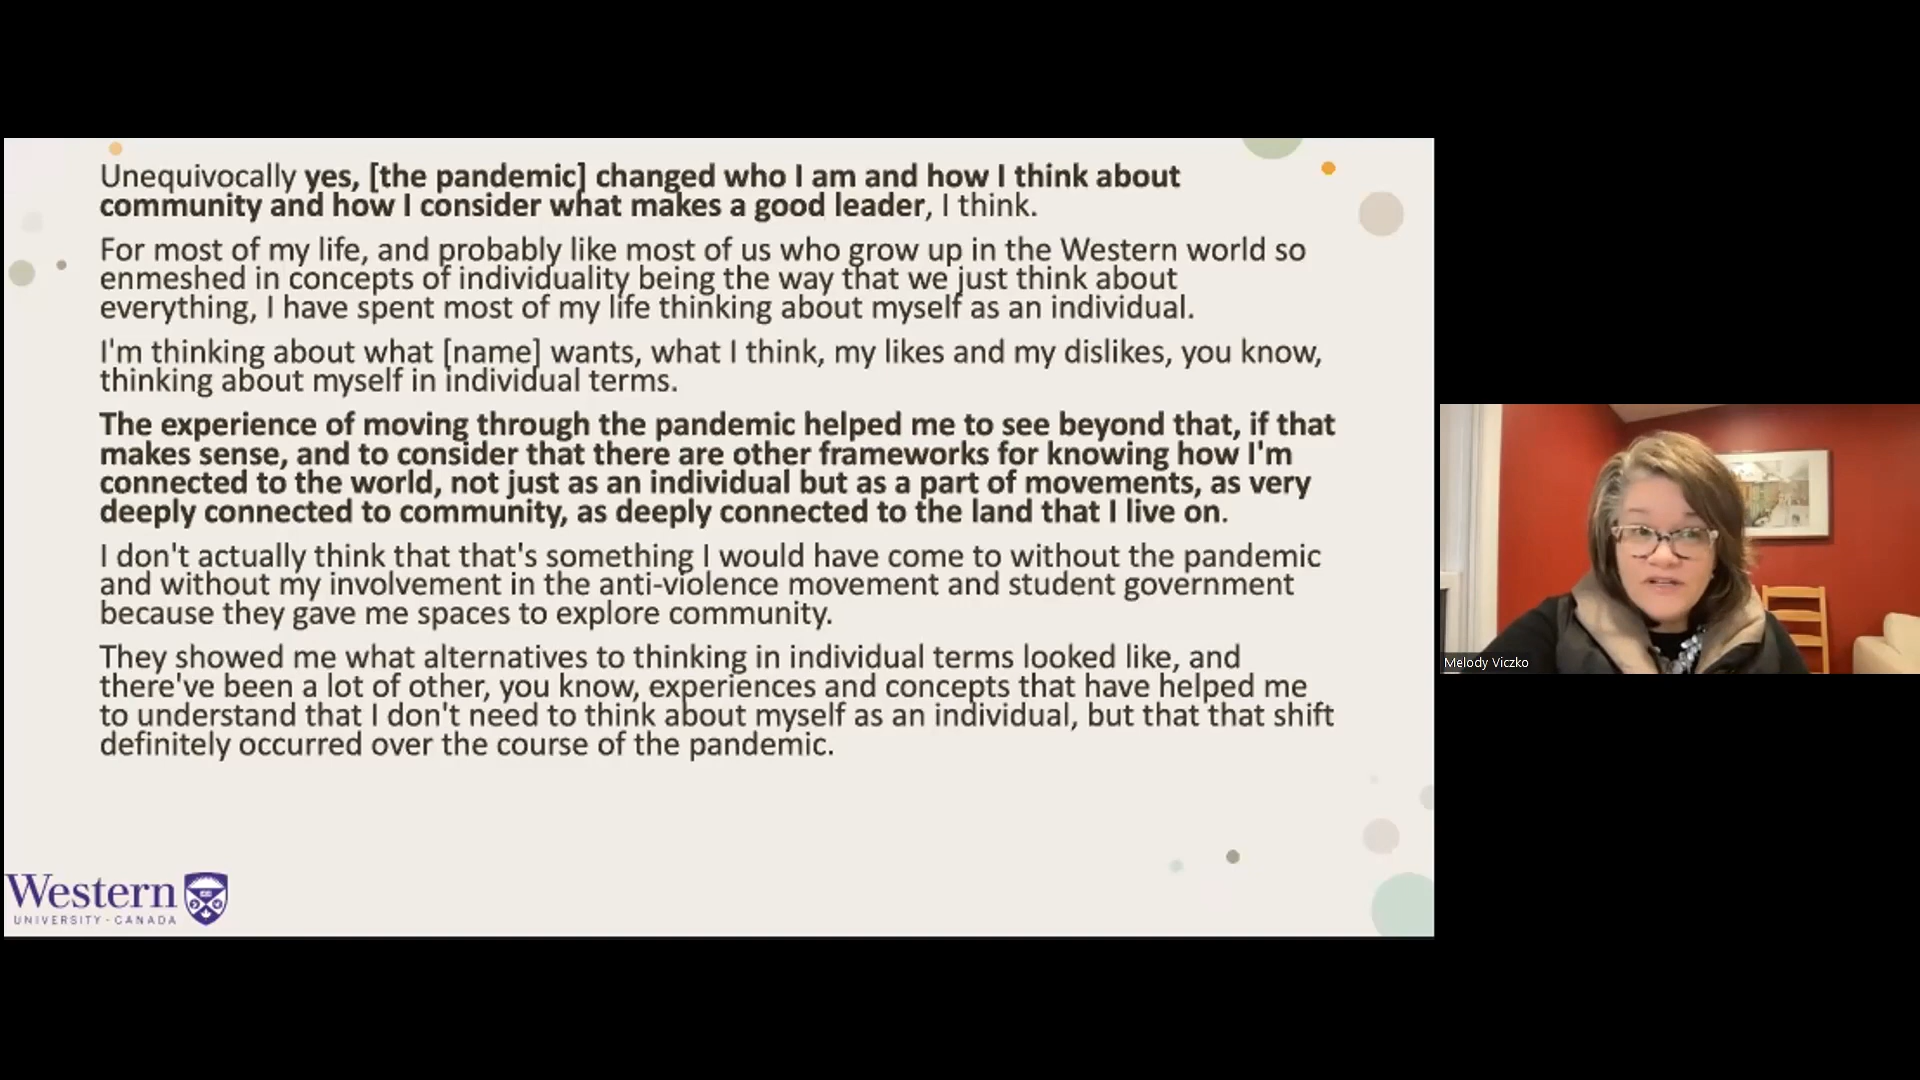 Unequivocally yes, [the pandemic] changed who I am and how I think about
community and how I consider what makes a good leader, I think.
For most of my life, and probably like most of us who grow up in the Western world so
enmeshed in concepts of individuality being the way that we just think about
everything, I have spent most of my life thinking about myself as an individual.
I'm thinking about what [name] wants, what I think, my likes and my dislikes, you know,
thinking about myself in individual terms.
The experience of moving through the pandemic helped me to see beyond that, if that
makes sense, and to consider that there are other frameworks for knowing how I'm
connected to the world, not just as an individual but as a part of movements, as very
deeply connected to community, as deeply connected to the land that I live on.
I don't actually think that that's something I would have come to without the pandemic
and without my involvement in the anti-violence movement and student government
because they gave me spaces to explore community.
They showed me what alternatives to thinking in individual terms looked like, and
there've been a lot of other, you know, experiences and concepts that have helped me
to understand that I don't need to think about myself as an individual, but that that shift
definitely occurred over the course of the pandemic.
Western
UNIVERSITY · CANADA
Melody Viczko